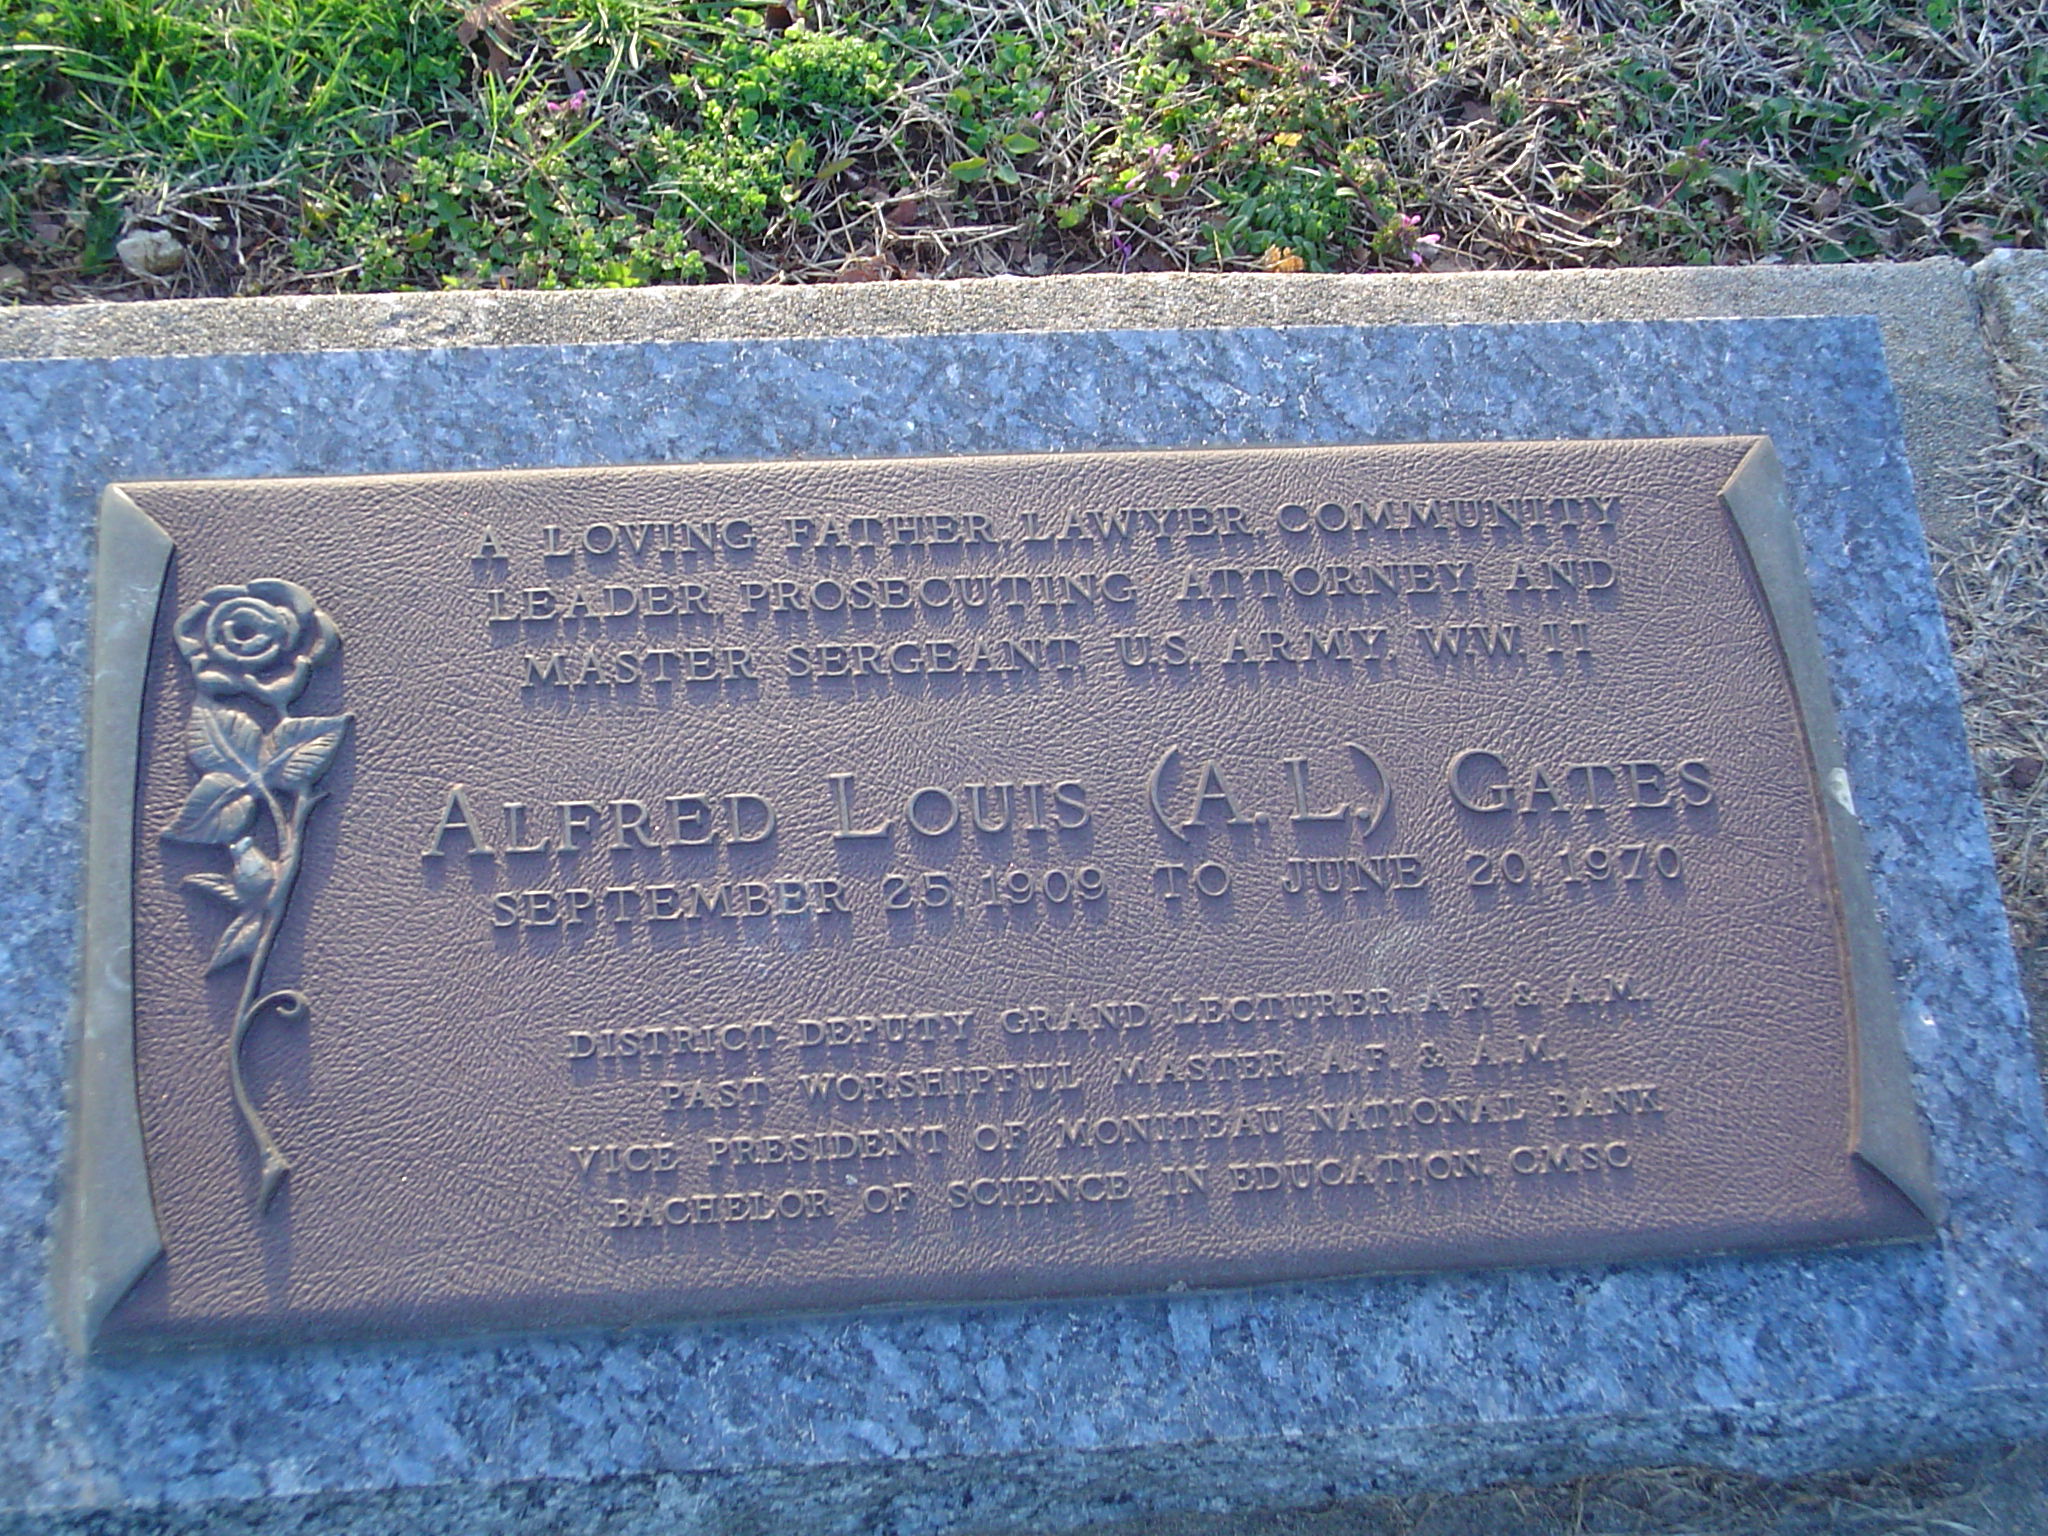 A LOVING FATHER, LAWYER, COMMUNITY
LEADER, PROSECUTING ATTORNEY, AND
MASTER SERGEANT, U.S. ARMY, W.W. II
ALFRED LOUIS (A.L.) GATES
SEPTEMBER 25, 1909 TO JUNE 20, 1970
DISTRICT DEPUTY GRAND LECTURER, A.F. & A.M.
PAST WORSHIPFUL MASTER, A.F. & A.M.
VICE PRESIDENT OF MONITEAU NATIONAL BANK
BACHELOR OF SCIENCE IN EDUCATION, CMSC